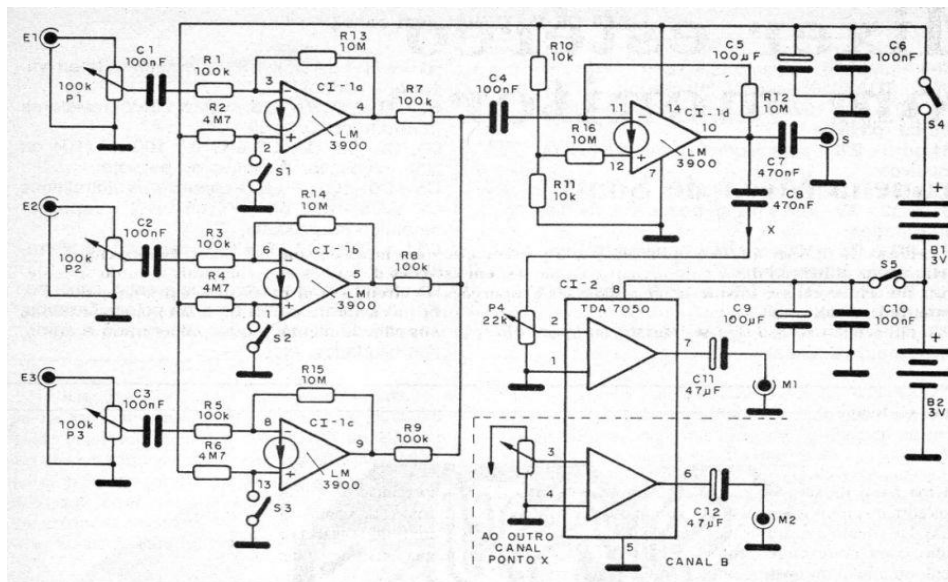 E1
C1
100nF
R1
100k
R2
4M7
100k
P1
R13
10M
3
CI-1a
4
LM
3900
2
S1
R7
100k
C4
100nF
R10
10k
R16
10M
R11
10k
11
14
CI-1d
10
LM
3900
12
7
C5
100µF
C6
100nF
R12
10M
S4
C7
470nF
S
C8
470nF
X
E2
C2
100nF
R3
100k
R4
4M7
100k
P2
R14
10M
6
CI-1b
5
LM
3900
1
S2
R8
100k
B1
3V
S5
CI-2
8
TDA 7050
P4
22k
2
1
7
C9
100µF
C10
100nF
C11
47µF
M1
B2
3V
E3
C3
100nF
R5
100k
R6
4M7
100k
P3
R15
10M
8
CI-1c
9
LM
3900
13
S3
R9
100k
3
4
6
C12
47µF
M2
AO OUTRO
CANAL
PONTO X
5
CANAL B